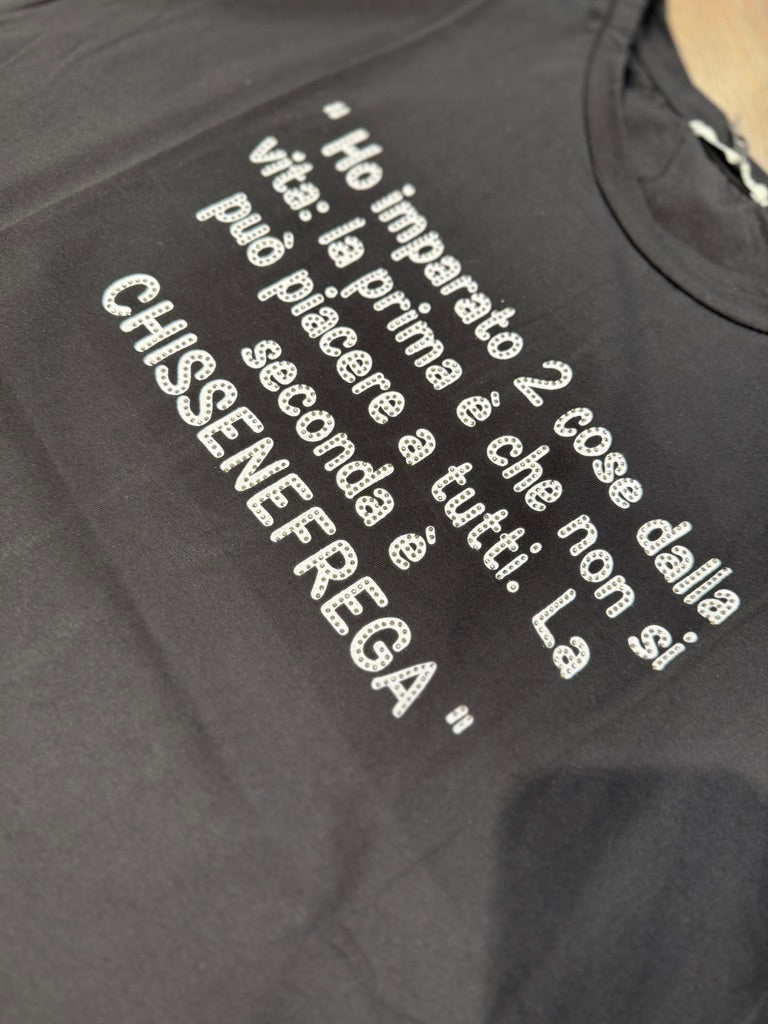 " Ho imparato 2 cose dalla
vita: la prima é che non si
può piacere a tutti. La
seconda é
CHISSENEFREGA "